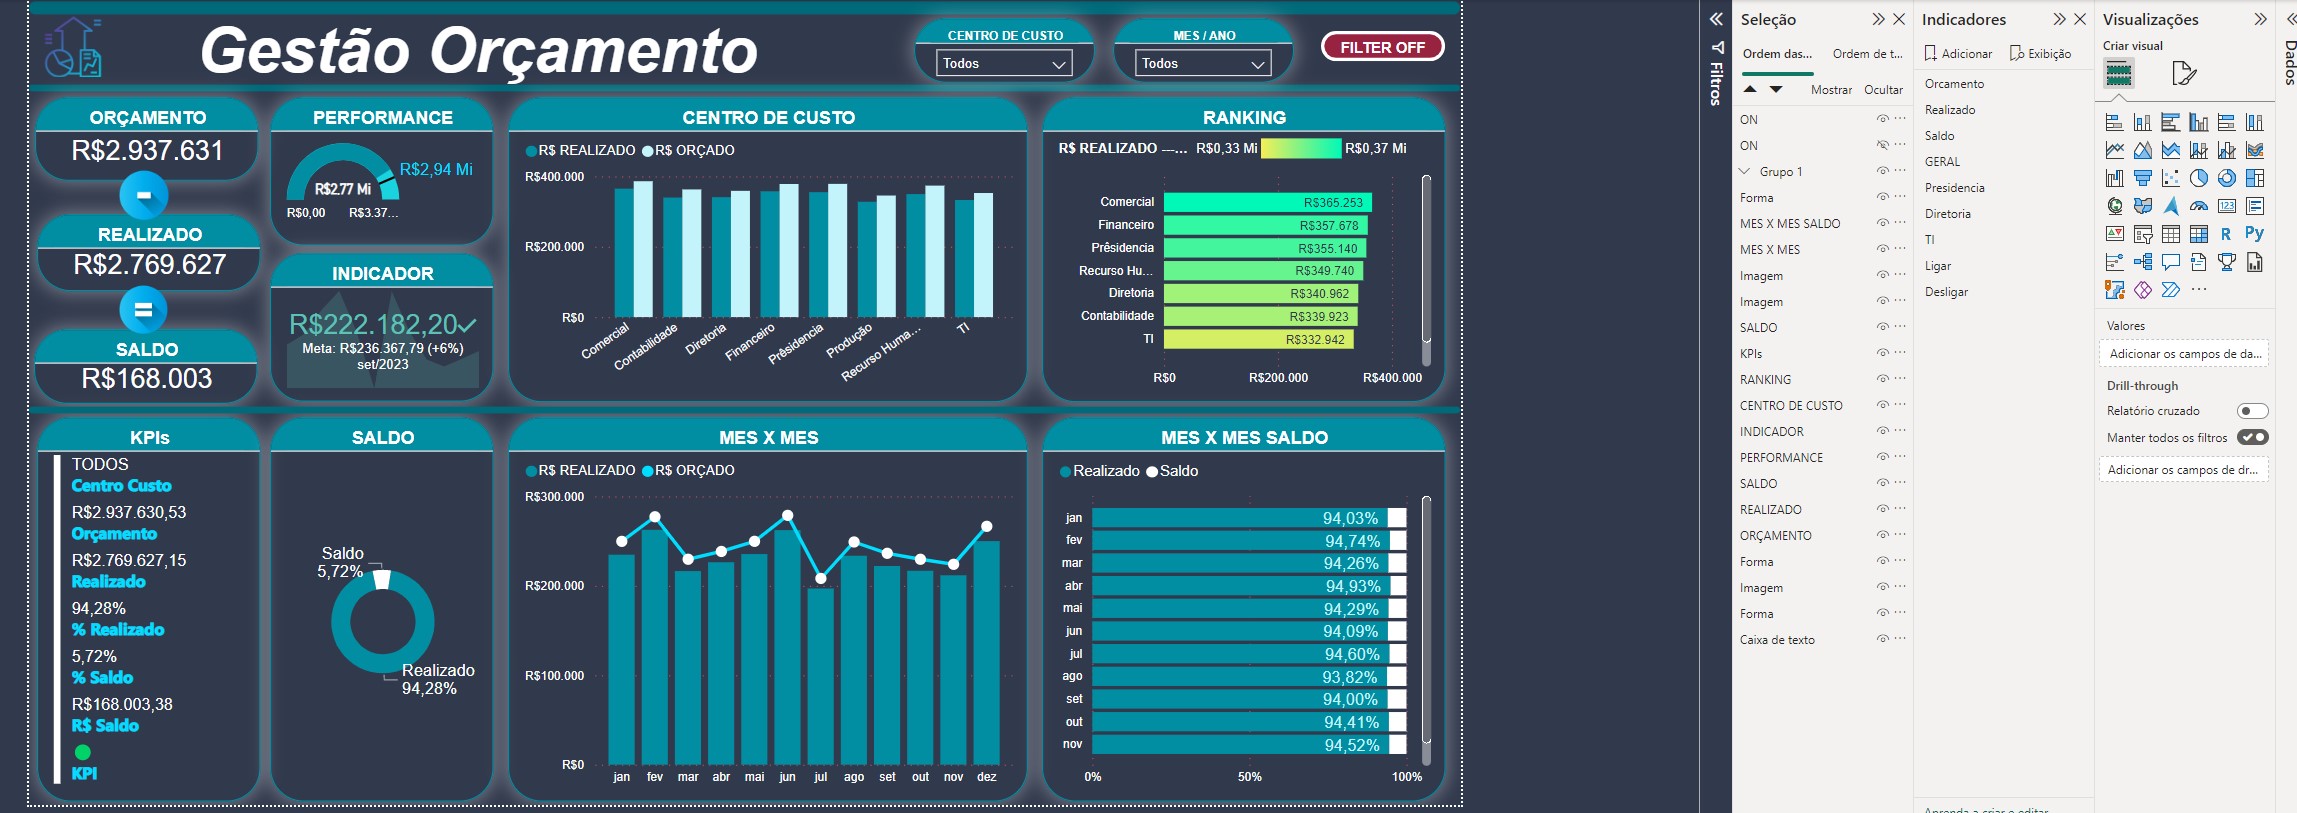 Gestão Orçamento
CENTRO DE CUSTO
Todos
MES / ANO
Todos
FILTER OFF
ORÇAMENTO
R$2.937.631
REALIZADO
R$2.769.627
SALDO
R$168.003
PERFORMANCE
R$2,94 Mi
R$2.77 Mi
R$0,00
R$3.37...
INDICADOR
R$222.182,20
Meta: R$236.367,79 (+6%)
set/2023
CENTRO DE CUSTO
R$ REALIZADO
R$ ORÇADO
R$400.000
R$200.000
R$0
Comercial
Contabilidade
Diretoria
Financeiro
Prêsidencia
Produção
Recurso Huma...
TI
RANKING
R$ REALIZADO —...
R$0,33 Mi
R$0,37 Mi
Comercial R$365.253
Financeiro R$357.678
Prêsidencia R$355.140
Recurso Hu... R$349.740
Diretoria R$340.962
Contabilidade R$339.923
TI R$332.942
R$0 R$200.000 R$400.000
KPIs
TODOS
Centro Custo
R$2.937.630,53
Orçamento
R$2.769.627,15
Realizado
94,28%
% Realizado
5,72%
% Saldo
R$168.003,38
R$ Saldo
KPI
SALDO
Saldo
5,72%
Realizado
94,28%
MES X MES
R$ REALIZADO
R$ ORÇADO
R$300.000
R$200.000
R$100.000
R$0
jan fev mar abr mai jun jul ago set out nov dez
MES X MES SALDO
Realizado
Saldo
jan 94,03%
fev 94,74%
mar 94,26%
abr 94,93%
mai 94,29%
jun 94,09%
jul 94,60%
ago 93,82%
set 94,00%
out 94,41%
nov 94,52%
0% 50% 100%
Filtros
Seleção
Ordem das...
Ordem de t...
Mostrar
Ocultar
ON
ON
Grupo 1
Forma
MES X MES SALDO
MES X MES
Imagem
Imagem
SALDO
KPIs
RANKING
CENTRO DE CUSTO
INDICADOR
PERFORMANCE
SALDO
REALIZADO
ORÇAMENTO
Forma
Imagem
Forma
Caixa de texto
Indicadores
Adicionar
Exibição
Orcamento
Realizado
Saldo
GERAL
Presidencia
Diretoria
TI
Ligar
Desligar
Aprenda a criar e editar
Visualizações
Criar visual
123
R
Py
Valores
Adicionar os campos de da...
Drill-through
Relatório cruzado
Manter todos os filtros
Adicionar os campos de dr...
Dados